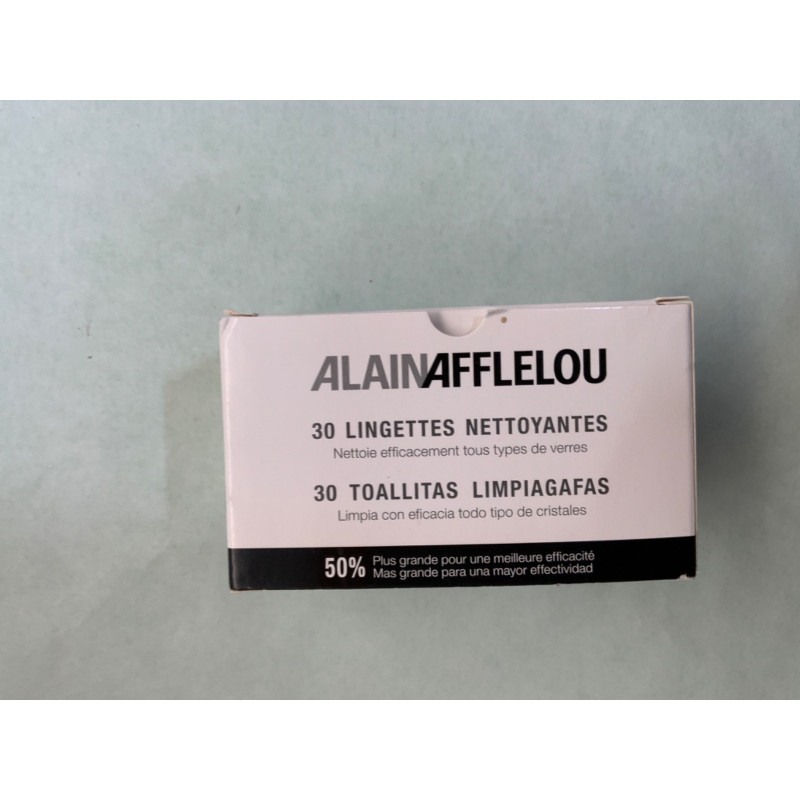 ALAINAFFLELOU
30 LINGETTES NETTOYANTES
Nettoie efficacement tous types de verres
30 TOALLITAS LIMPIAGAFAS
Limpia con eficacia todo tipo de cristales
50% Plus grande pour une meilleure efficacité
Mas grande para una mayor effectividad